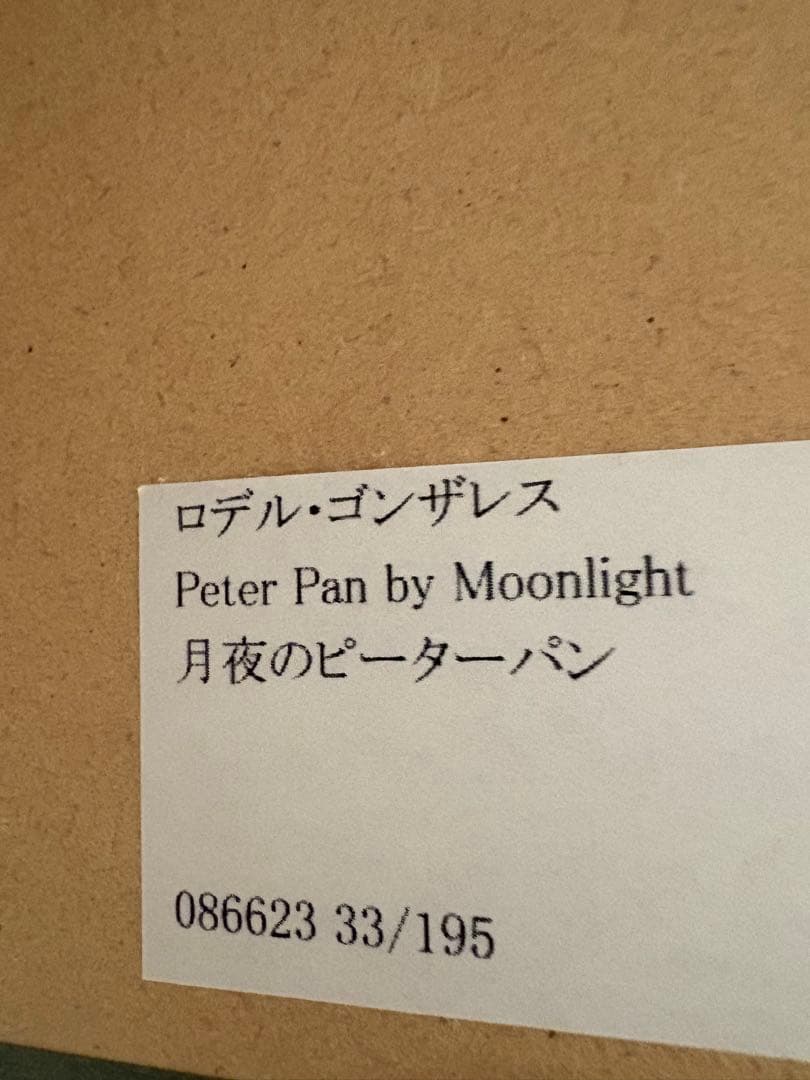 ロデル・ゴンザレス
Peter Pan by Moonlight
月夜のピーターパン
086623 33/195